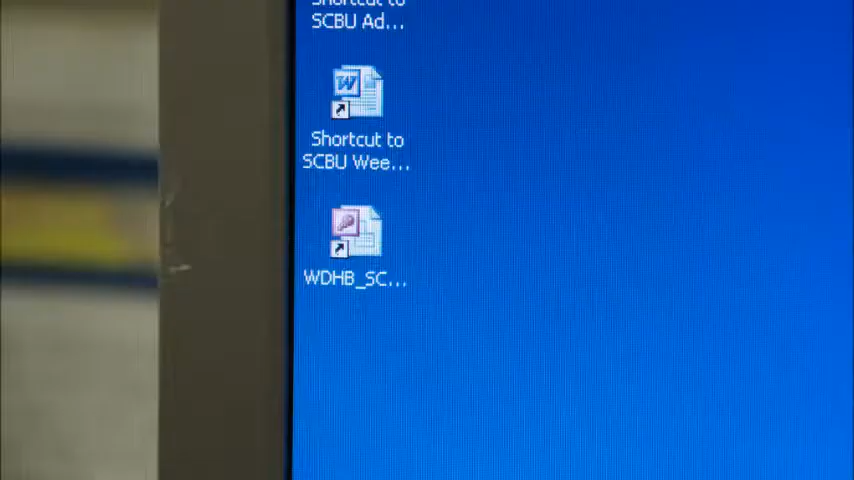 Shortcut to
SCBU Ad...
W
Shortcut to
SCBU Wee...
WDHB_SC...